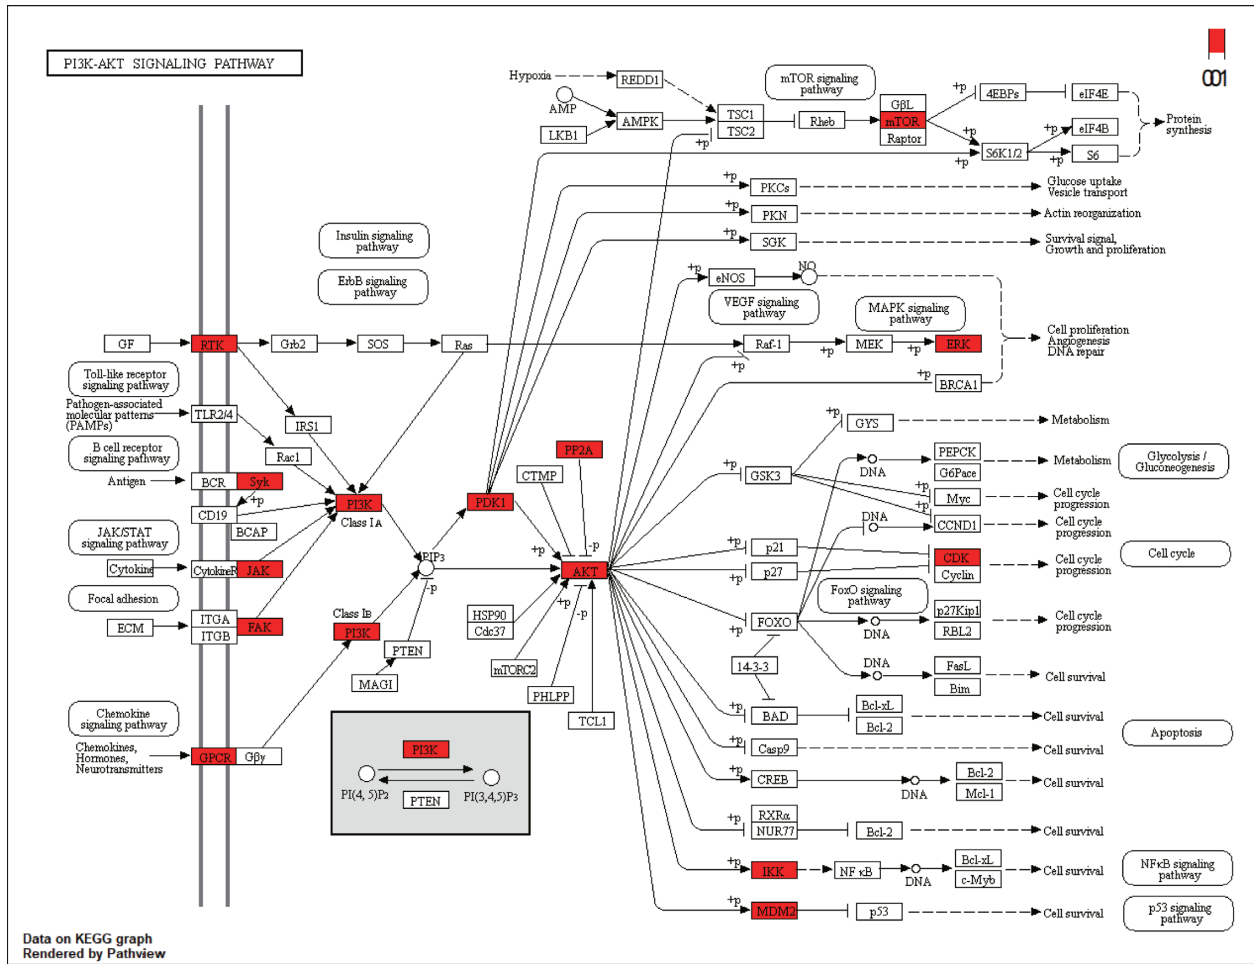 PI3K-AKT SIGNALING PATHWAY
001
Hypoxia
REDD1
mTOR signaling
pathway
AMP
LKB1
AMPK
TSC1
TSC2
+p
Rheb
GβL
mTOR
Raptor
+p
4EBPs
eIF4E
+p
+p
S6K1/2
+p
eIF4B
+p
S6
Protein
synthesis
+p
PKCs
Glucose uptake
Vesicle transport
+p
PKN
Actin reorganization
+p
SGK
Survival signal,
Growth and proliferation
Insulin signaling
pathway
ErbB signaling
pathway
+p
eNOS
NO
VEGF signaling
pathway
MAPK signaling
pathway
GF
RTK
Grb2
SOS
Ras
Raf-1
+p
MEK
+p
ERK
+p
Cell proliferation
Angiogenesis
DNA repair
+p
BRCA1
Toll-like receptor
signaling pathway
Pathogen-associated
molecular patterns
(PAMPs)
TLR2/4
IRS1
Rac1
B cell receptor
signaling pathway
Antigen
BCR
Syk
+p
CD19
BCAP
PI3K
Class IA
PDK1
CTMP
PP2A
+p
-p
+p
GYS
Metabolism
+p
GSK3
DNA
PEPCK
G6Pace
Metabolism
Glycolysis /
Gluconeogenesis
Myc
Cell cycle
progression
DNA
CCND1
Cell cycle
progression
JAK/STAT
signaling pathway
Cytokine
CytokineR
JAK
PIP3
-p
AKT
+p
p21
+p
p27
CDK
Cyclin
Cell cycle
progression
Cell cycle
Focal adhesion
ECM
ITGA
ITGB
FAK
Class IB
PI3K
PTEN
MAGI
HSP90
Cdc37
+p
-p
mTORC2
PHLPP
TCL1
FoxO signaling
pathway
+p
FOXO
DNA
p27Kip1
RBL2
Cell cycle
progression
14-3-3
DNA
FasL
Bim
Cell survival
Chemokine
signaling pathway
Chemokines,
Hormones,
Neurotransmitters
GPCR
Gβγ
PI3K
PI(4, 5)P2
PTEN
PI(3,4,5)P3
+p
BAD
Bcl-xL
Bcl-2
Cell survival
Apoptosis
+p
Casp9
Cell survival
+p
CREB
DNA
Bcl-2
Mcl-1
Cell survival
+p
RXRα
NUR77
Bcl-2
Cell survival
+p
IKK
NFκB
DNA
Bcl-xL
c-Myb
Cell survival
NFκB signaling
pathway
+p
MDM2
p53
Cell survival
p53 signaling
pathway
Data on KEGG graph
Rendered by Pathview